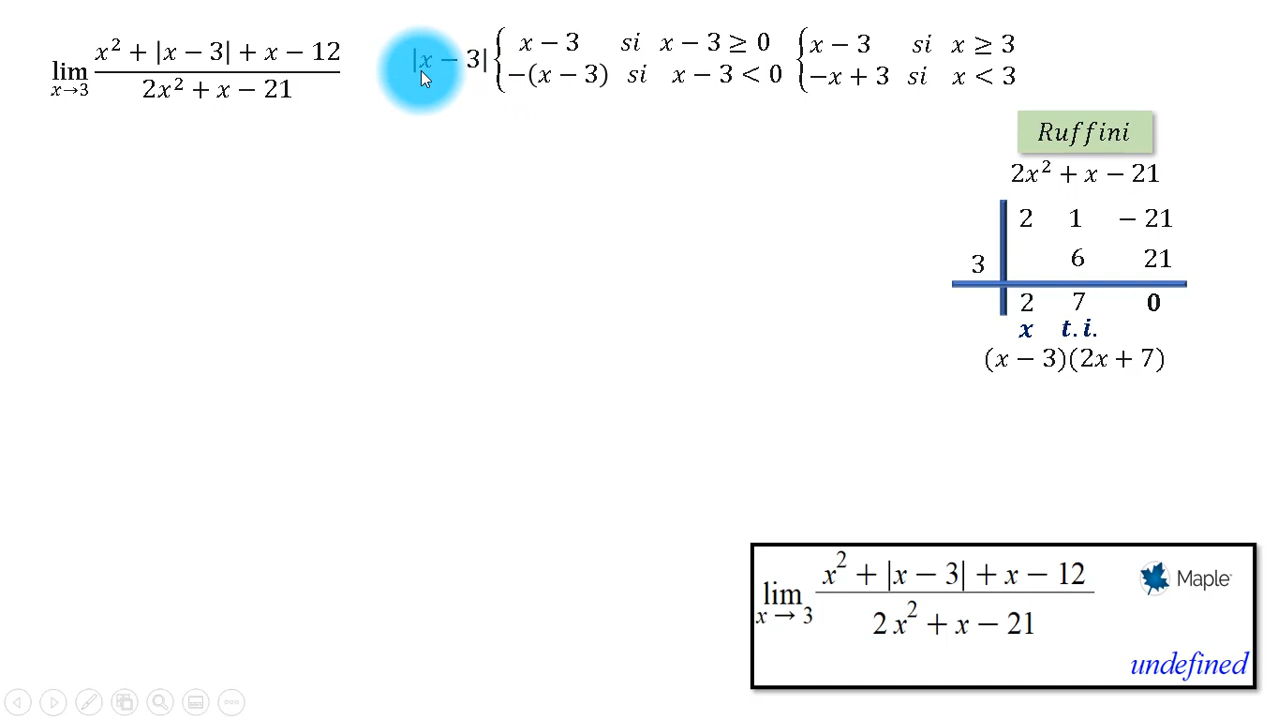 lim x→3 (x² + |x − 3| + x − 12) / (2x² + x − 21)
|x − 3| { x − 3 si x − 3 ≥ 0 { x − 3 si x ≥ 3
−(x − 3) si x − 3 < 0 −x + 3 si x < 3
Ruffini
2x² + x − 21
2 1 − 21
3 6 21
2 7 0
x t. i.
(x − 3)(2x + 7)
lim x → 3 (x² + |x − 3| + x − 12) / (2 x² + x − 21)
Maple
undefined